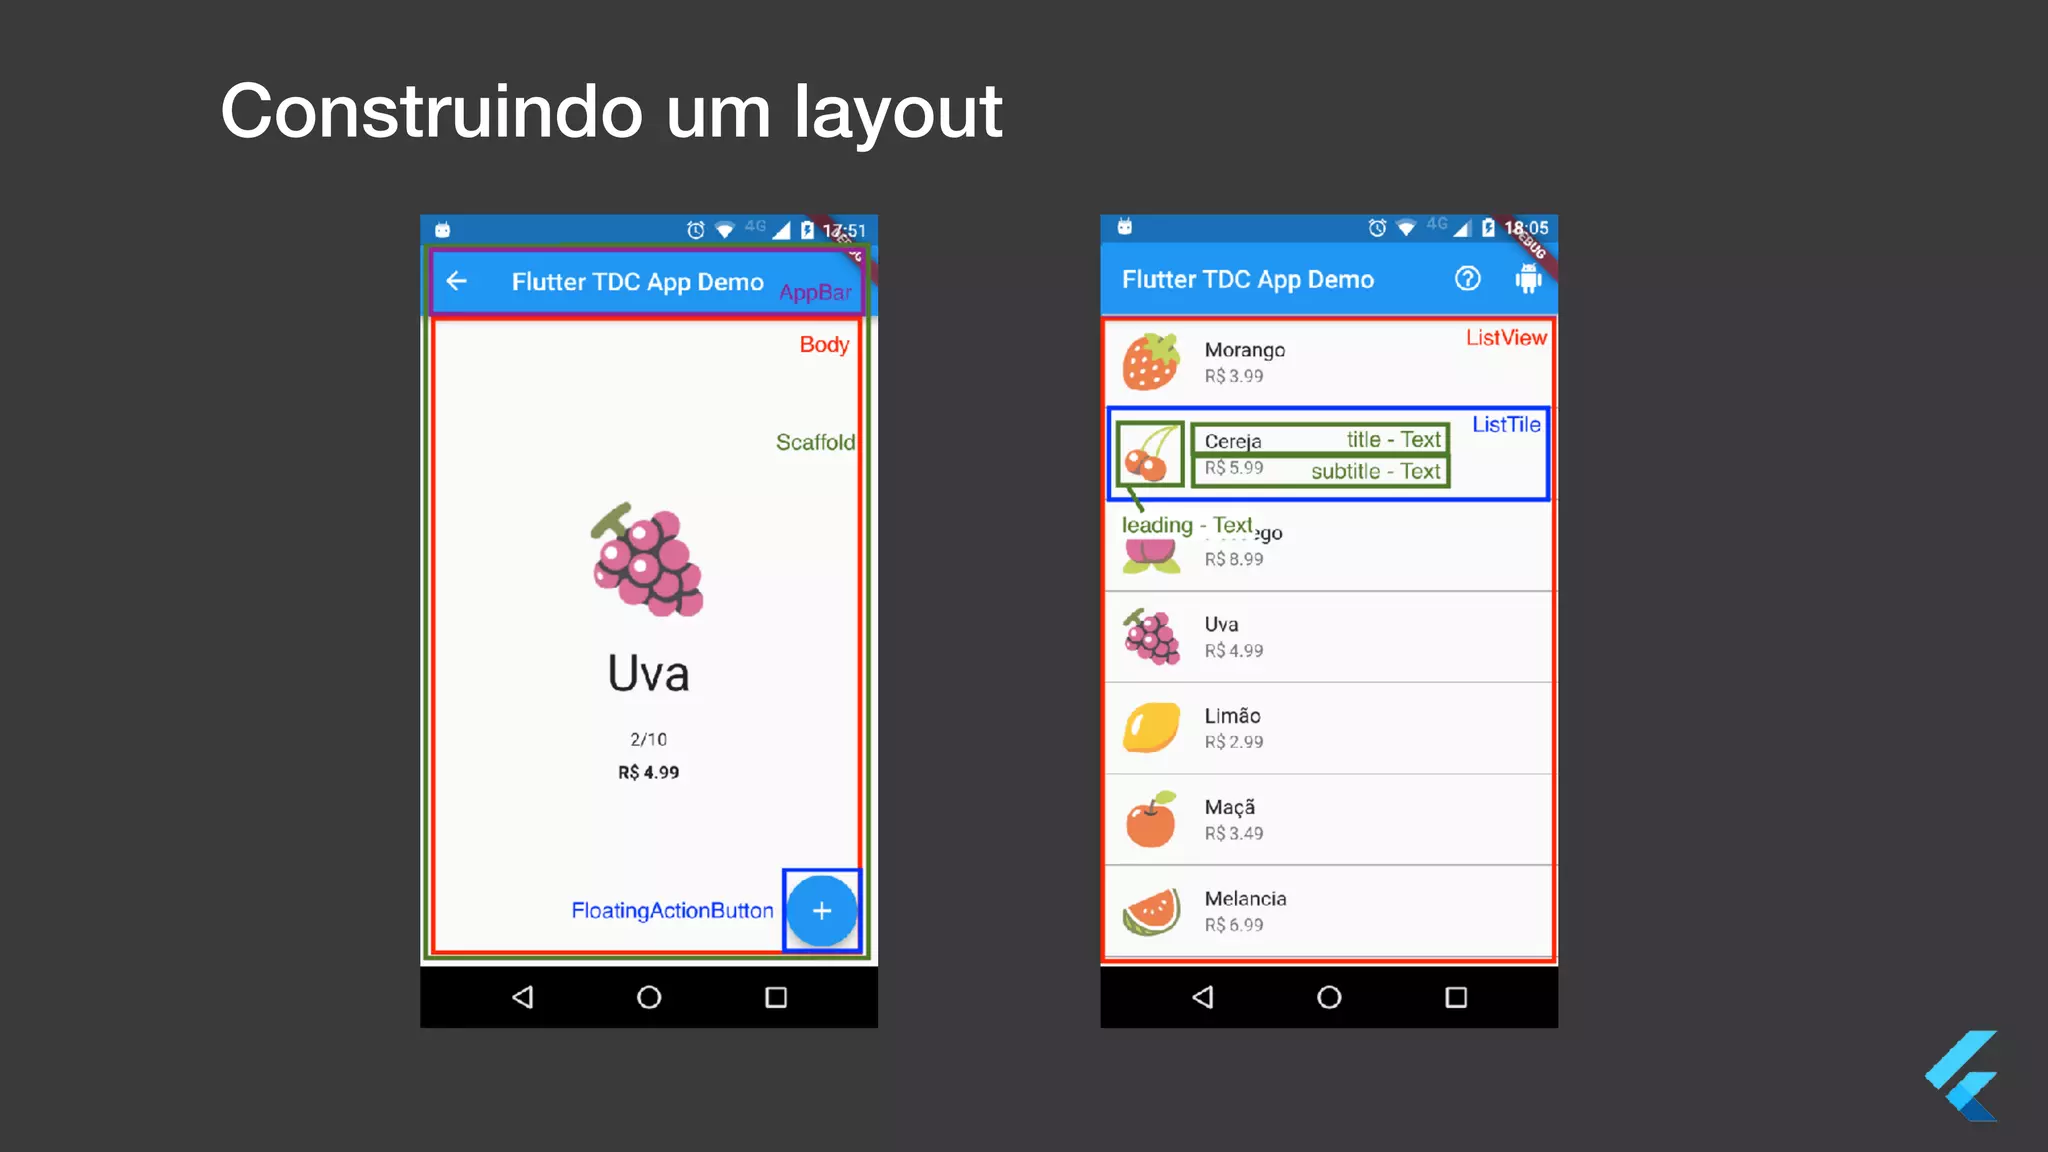 Construindo um layout
4G 17:51
Flutter TDC App Demo
AppBar
Body
Scaffold
Uva
2/10
R$ 4.99
FloatingActionButton
+
4G 18:05
DEBUG
Flutter TDC App Demo
ListView
Morango
R$ 3.99
ListTile
Cereja title - Text
R$ 5.99 subtitle - Text
leading - Text
R$ 8.99
Uva
R$ 4.99
Limão
R$ 2.99
Maçã
R$ 3.49
Melancia
R$ 6.99